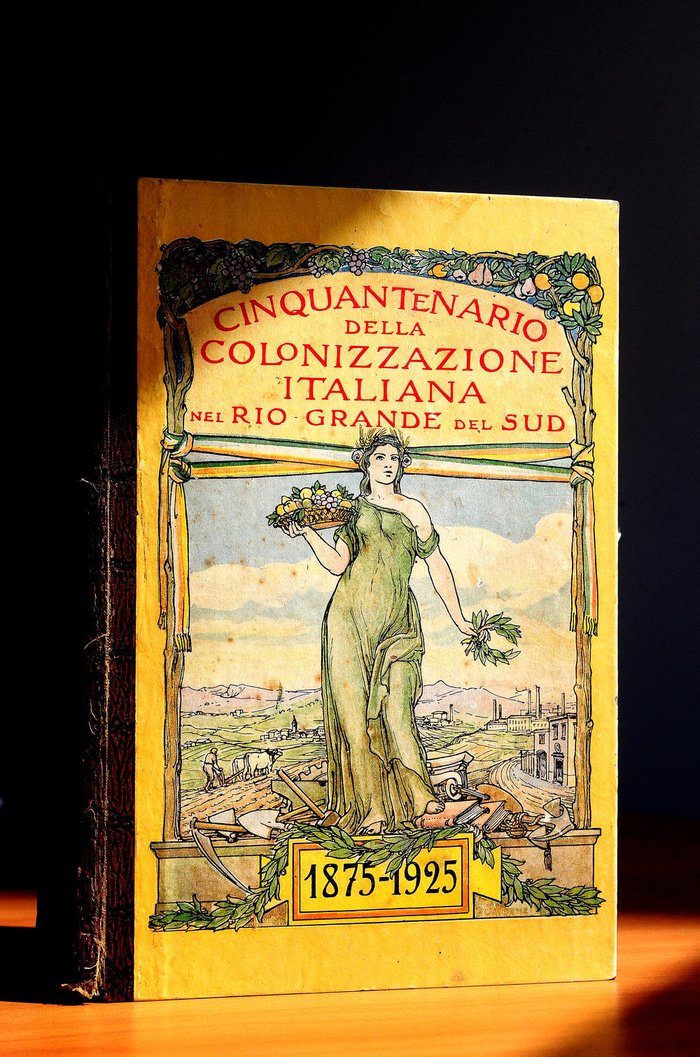 CINQUANTENARIO
DELLA
COLONIZZAZIONE
ITALIANA
NEL RIO GRANDE DEL SUD
1875-1925